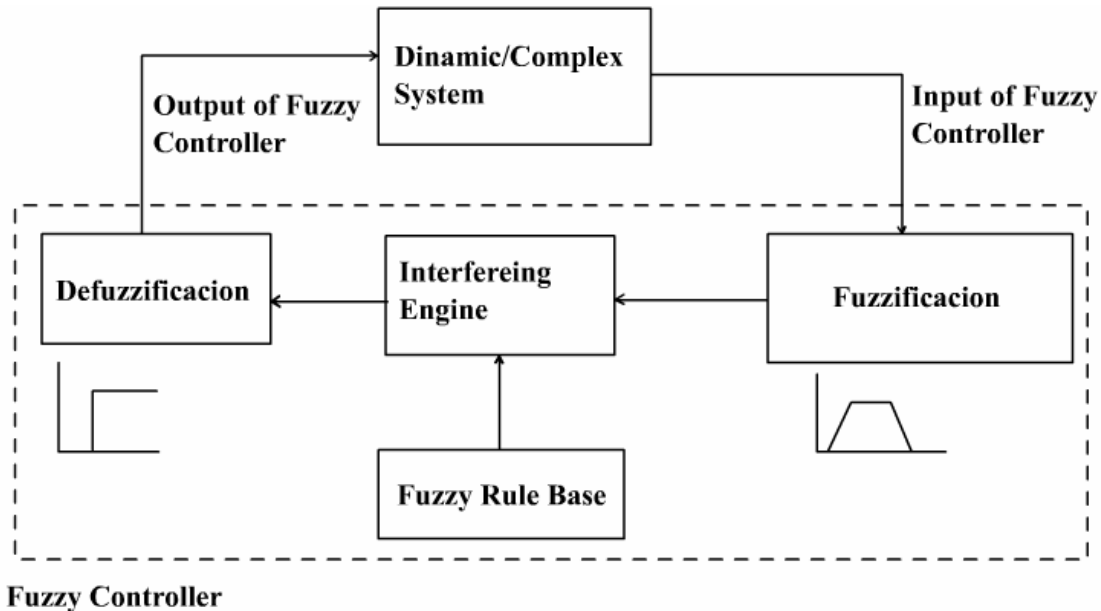 Dinamic/Complex
System
Output of Fuzzy
Controller
Input of Fuzzy
Controller
Defuzzificacion
Interfereing
Engine
Fuzzificacion
Fuzzy Rule Base
Fuzzy Controller